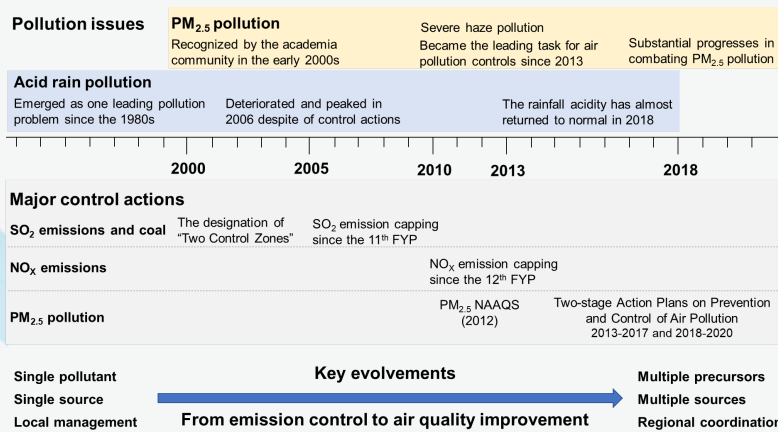 Pollution issues
PM2.5 pollution
Recognized by the academia
community in the early 2000s
Severe haze pollution
Became the leading task for air
pollution controls since 2013
Substantial progresses in
combating PM2.5 pollution
Acid rain pollution
Emerged as one leading pollution
problem since the 1980s
Deteriorated and peaked in
2006 despite of control actions
The rainfall acidity has almost
returned to normal in 2018
2000 2005 2010 2013 2018
Major control actions
SO2 emissions and coal
The designation of
“Two Control Zones”
SO2 emission capping
since the 11th FYP
NOX emissions
NOX emission capping
since the 12th FYP
PM2.5 pollution
PM2.5 NAAQS
(2012)
Two-stage Action Plans on Prevention
and Control of Air Pollution
2013-2017 and 2018-2020
Single pollutant
Single source
Local management
Key evolvements
From emission control to air quality improvement
Multiple precursors
Multiple sources
Regional coordination